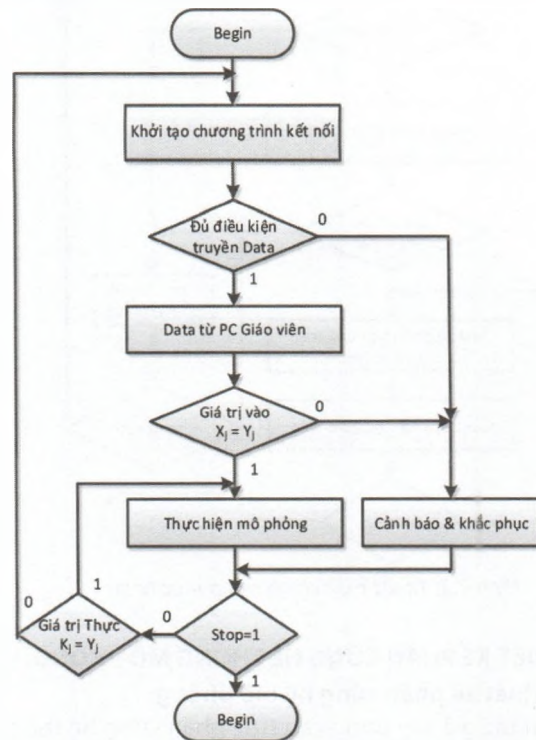 Begin
Khởi tạo chương trình kết nối
Đủ điều kiện
truyền Data
0
1
Data từ PC Giáo viên
Giá trị vào
Xj = Yj
0
1
Thực hiện mô phỏng
Cảnh báo & khắc phục
1
0
Giá trị Thực
Kj = Yj
0
Stop=1
1
Begin